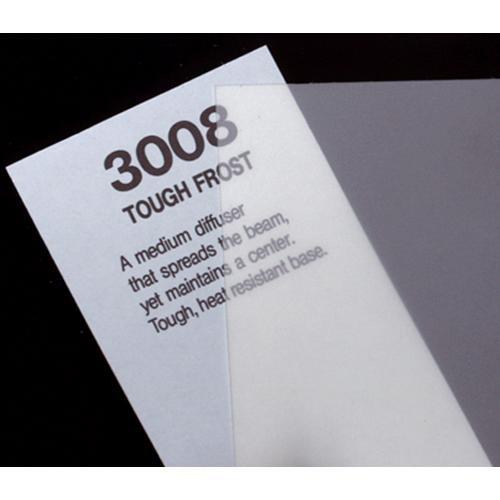 3008
TOUGH FROST
A medium diffuser
that spreads the beam,
yet maintains a center.
Tough, heat resistant base.